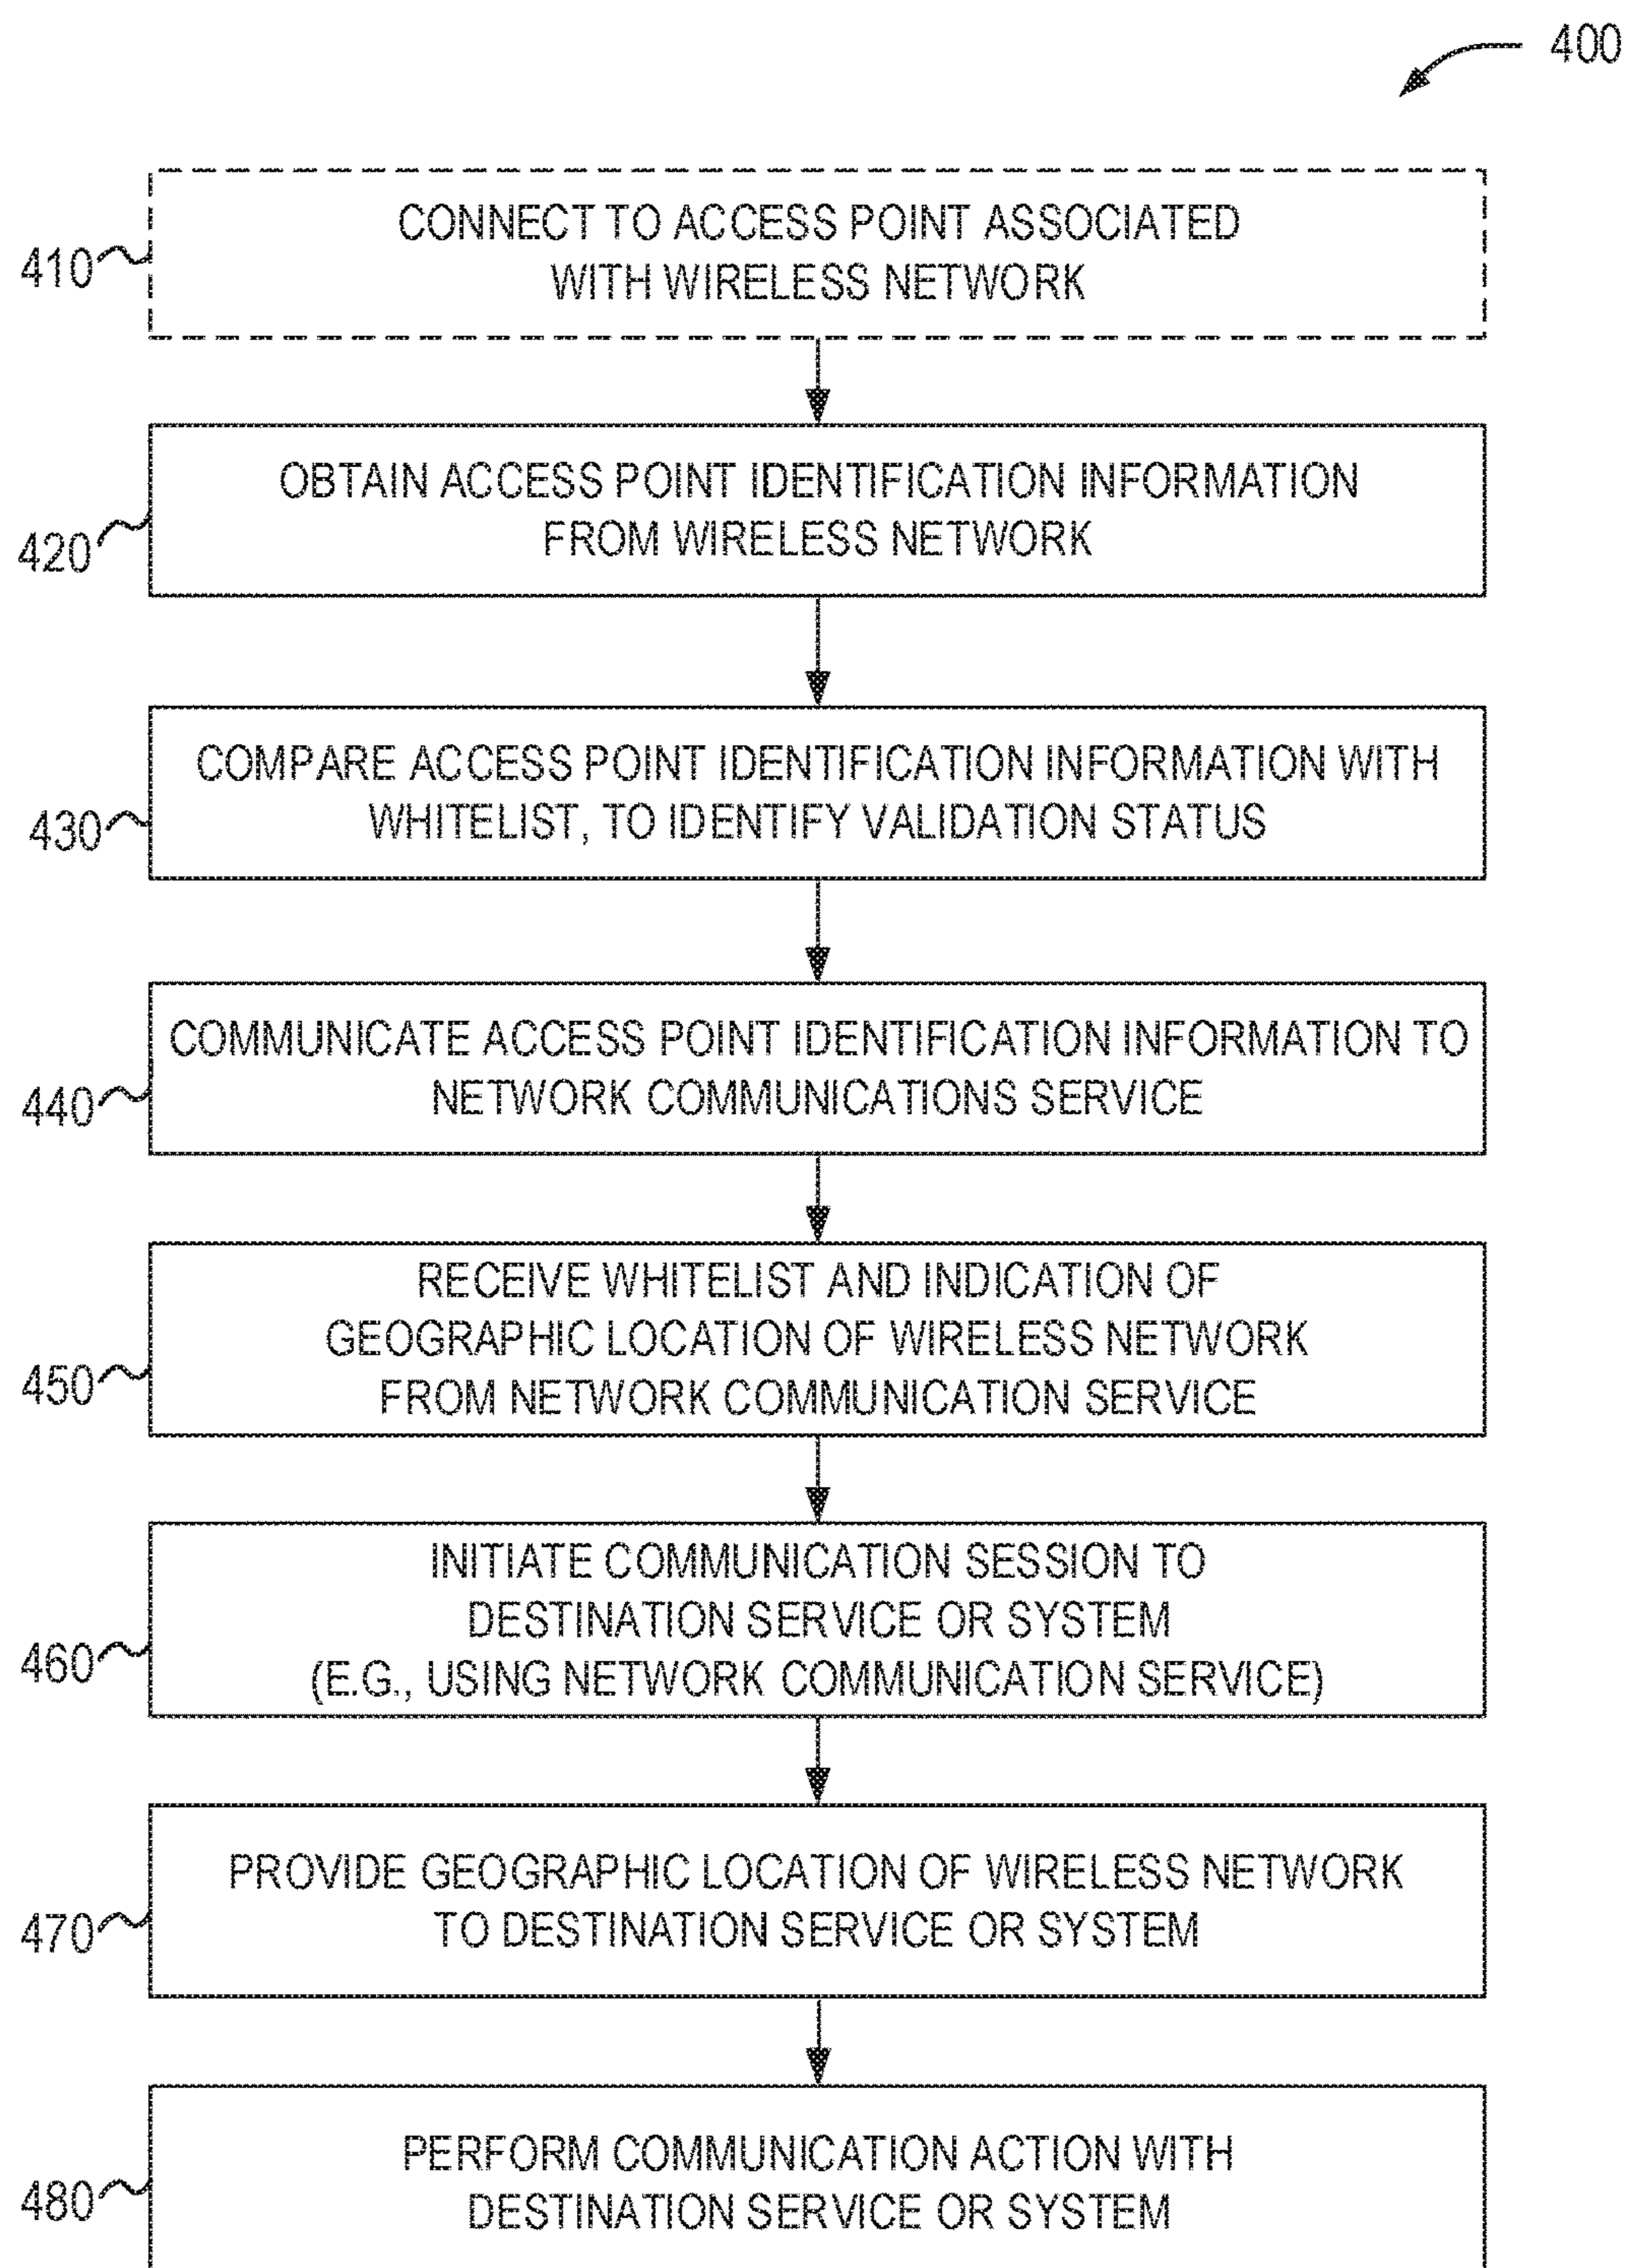 400
410
CONNECT TO ACCESS POINT ASSOCIATED
WITH WIRELESS NETWORK
420
OBTAIN ACCESS POINT IDENTIFICATION INFORMATION
FROM WIRELESS NETWORK
430
COMPARE ACCESS POINT IDENTIFICATION INFORMATION WITH
WHITELIST, TO IDENTIFY VALIDATION STATUS
440
COMMUNICATE ACCESS POINT IDENTIFICATION INFORMATION TO
NETWORK COMMUNICATIONS SERVICE
450
RECEIVE WHITELIST AND INDICATION OF
GEOGRAPHIC LOCATION OF WIRELESS NETWORK
FROM NETWORK COMMUNICATION SERVICE
460
INITIATE COMMUNICATION SESSION TO
DESTINATION SERVICE OR SYSTEM
(E.G., USING NETWORK COMMUNICATION SERVICE)
470
PROVIDE GEOGRAPHIC LOCATION OF WIRELESS NETWORK
TO DESTINATION SERVICE OR SYSTEM
480
PERFORM COMMUNICATION ACTION WITH
DESTINATION SERVICE OR SYSTEM